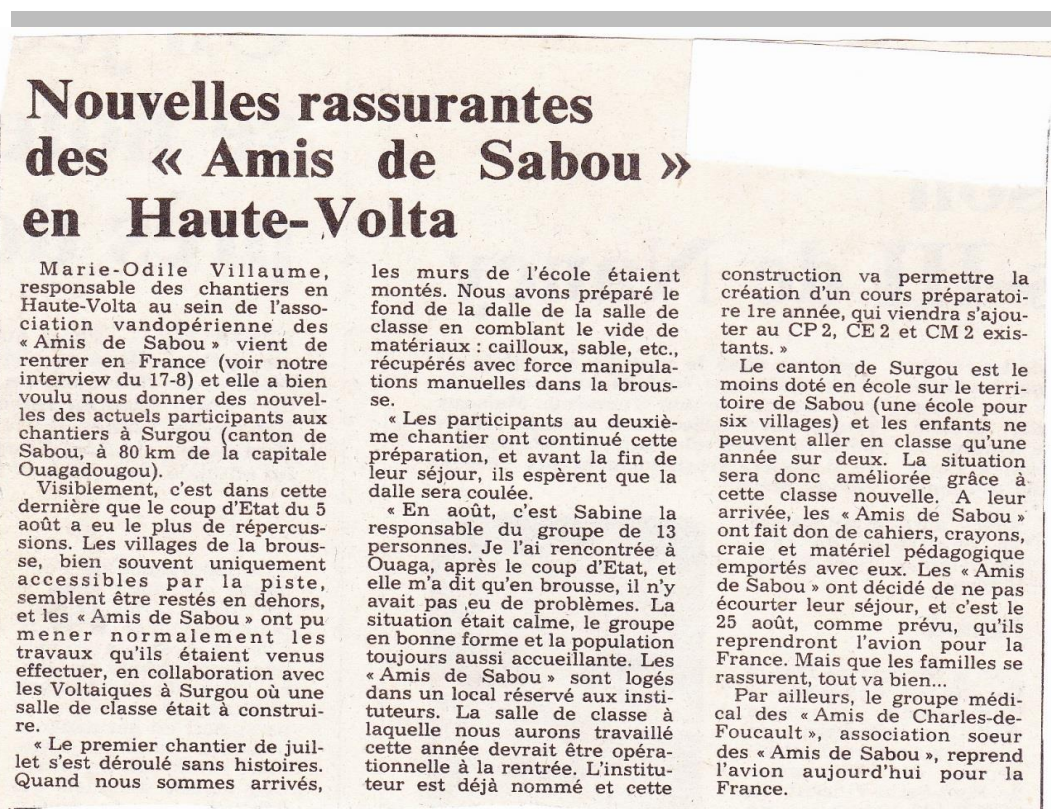 Nouvelles rassurantes
des « Amis de Sabou »
en Haute-Volta
Marie-Odile Villaume,
responsable des chantiers en
Haute-Volta au sein de l'asso-
ciation vandopérienne des
« Amis de Sabou » vient de
rentrer en France (voir notre
interview du 17-8) et elle a bien
voulu nous donner des nouvel-
les des actuels participants aux
chantiers à Surgou (canton de
Sabou, à 80 km de la capitale
Ouagadougou).
Visiblement, c'est dans cette
dernière que le coup d'Etat du 5
août a eu le plus de répercus-
sions. Les villages de la brous-
se, bien souvent uniquement
accessibles par la piste,
semblent être restés en dehors,
et les « Amis de Sabou » ont pu
mener normalement les
travaux qu'ils étaient venus
effectuer, en collaboration avec
les Voltaiques à Surgou où une
salle de classe était à construi-
re.
« Le premier chantier de juil-
let s'est déroulé sans histoires.
Quand nous sommes arrivés,
les murs de l'école étaient
montés. Nous avons préparé le
fond de la dalle de la salle de
classe en comblant le vide de
matériaux : cailloux, sable, etc.,
récupérés avec force manipula-
tions manuelles dans la brous-
se.
« Les participants au deuxiè-
me chantier ont continué cette
préparation, et avant la fin de
leur séjour, ils espèrent que la
dalle sera coulée.
« En août, c'est Sabine la
responsable du groupe de 13
personnes. Je l'ai rencontrée à
Ouaga, après le coup d'Etat, et
elle m'a dit qu'en brousse, il n'y
avait pas eu de problèmes. La
situation était calme, le groupe
en bonne forme et la population
toujours aussi accueillante. Les
« Amis de Sabou » sont logés
dans un local réservé aux insti-
tuteurs. La salle de classe à
laquelle nous aurons travaillé
cette année devrait être opéra-
tionnelle à la rentrée. L'institu-
teur est déjà nommé et cette
construction va permettre la
création d'un cours préparatoi-
re 1re année, qui viendra s'ajou-
ter au CP 2, CE 2 et CM 2 exis-
tants. »
Le canton de Surgou est le
moins doté en école sur le terri-
toire de Sabou (une école pour
six villages) et les enfants ne
peuvent aller en classe qu'une
année sur deux. La situation
sera donc améliorée grâce à
cette classe nouvelle. A leur
arrivée, les « Amis de Sabou »
ont fait don de cahiers, crayons,
craie et matériel pédagogique
emportés avec eux. Les « Amis
de Sabou » ont décidé de ne pas
écourter leur séjour, et c'est le
25 août, comme prévu, qu'ils
reprendront l'avion pour la
France. Mais que les familles se
rassurent, tout va bien...
Par ailleurs, le groupe médi-
cal des « Amis de Charles-de-
Foucault », association soeur
des « Amis de Sabou », reprend
l'avion aujourd'hui pour la
France.